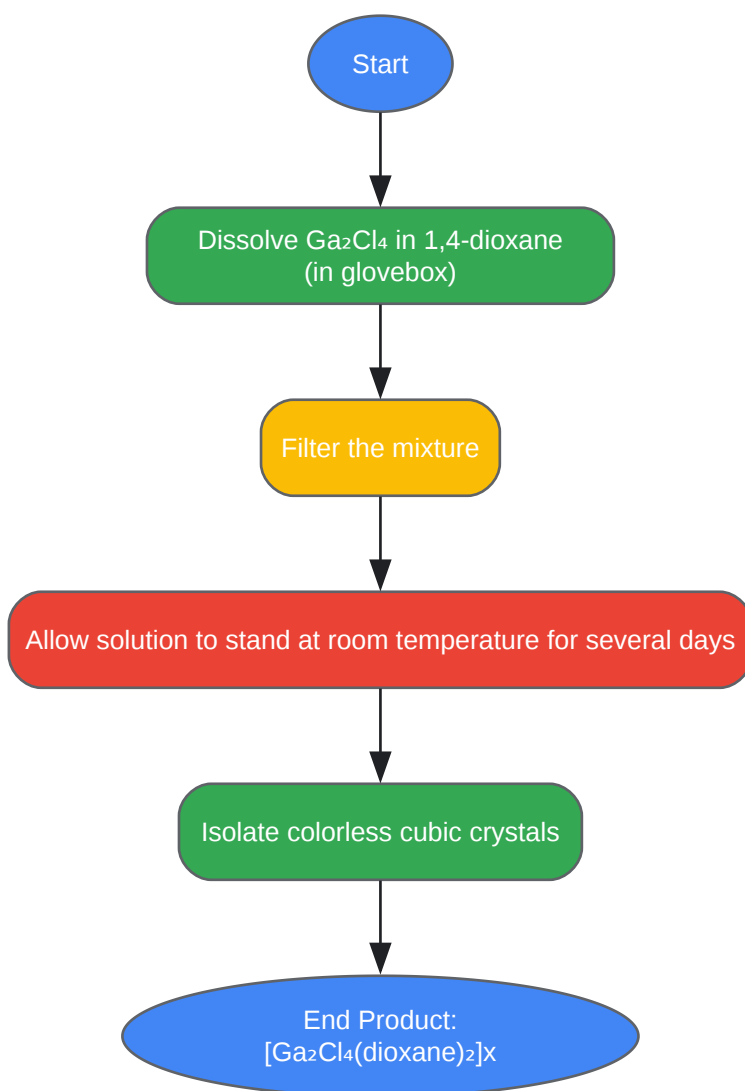 Start
Dissolve Ga₂Cl₄ in 1,4-dioxane
(in glovebox)
Filter the mixture
Allow solution to stand at room temperature for several days
Isolate colorless cubic crystals
End Product:
[Ga₂Cl₄(dioxane)₂]x